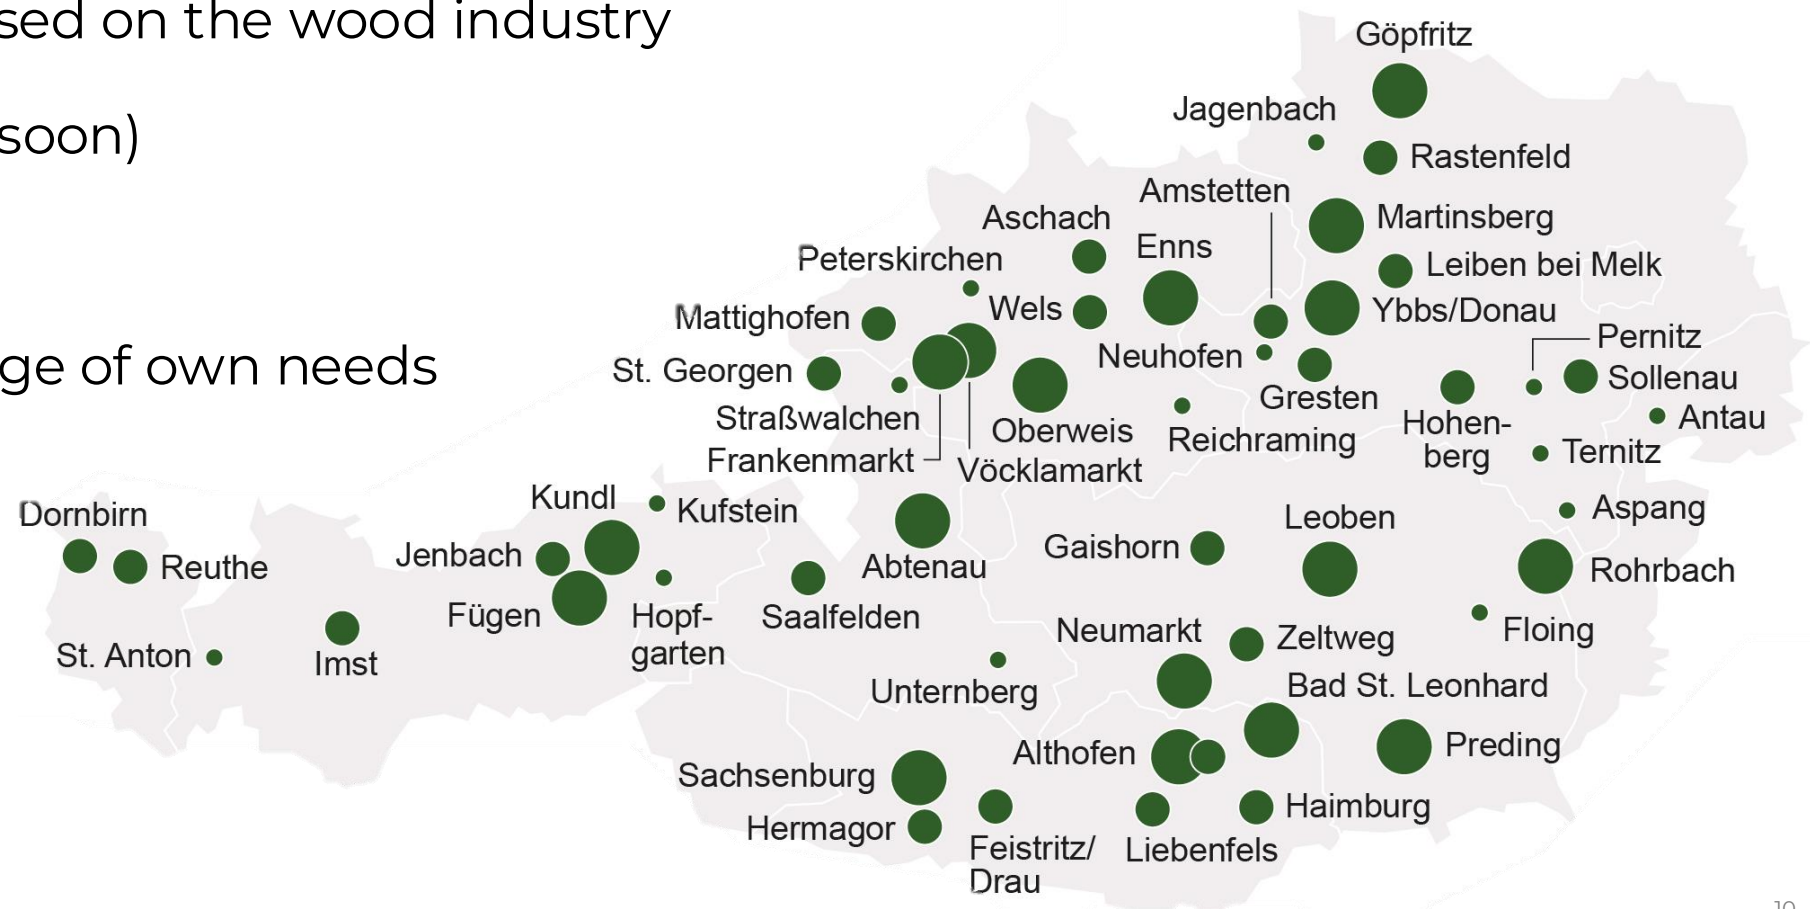 sed on the wood industry
soon)
ge of own needs
Göpfritz
Jagenbach
Rastenfeld
Amstetten
Martinsberg
Aschach
Enns
Peterskirchen
Leiben bei Melk
Wels
Mattighofen
Ybbs/Donau
Pernitz
Neuhofen
St. Georgen
Sollenau
Gresten
Straßwalchen
Antau
Oberweis
Hohen-
berg
Reichraming
Ternitz
Frankenmarkt
Vöcklamarkt
Kundl
Kufstein
Dornbirn
Aspang
Leoben
Jenbach
Gaishorn
Reuthe
Abtenau
Rohrbach
Fügen
Hopf-
garten
Saalfelden
Neumarkt
Floing
Zeltweg
St. Anton
Imst
Unternberg
Bad St. Leonhard
Althofen
Preding
Sachsenburg
Haimburg
Hermagor
Feistritz/
Drau
Liebenfels